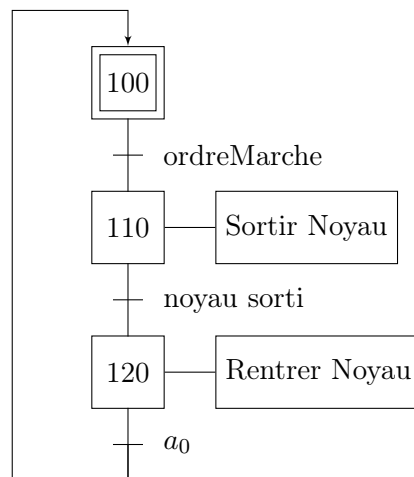 100
ordreMarche
110 Sortir Noyau
noyau sorti
120 Rentrer Noyau
a₀